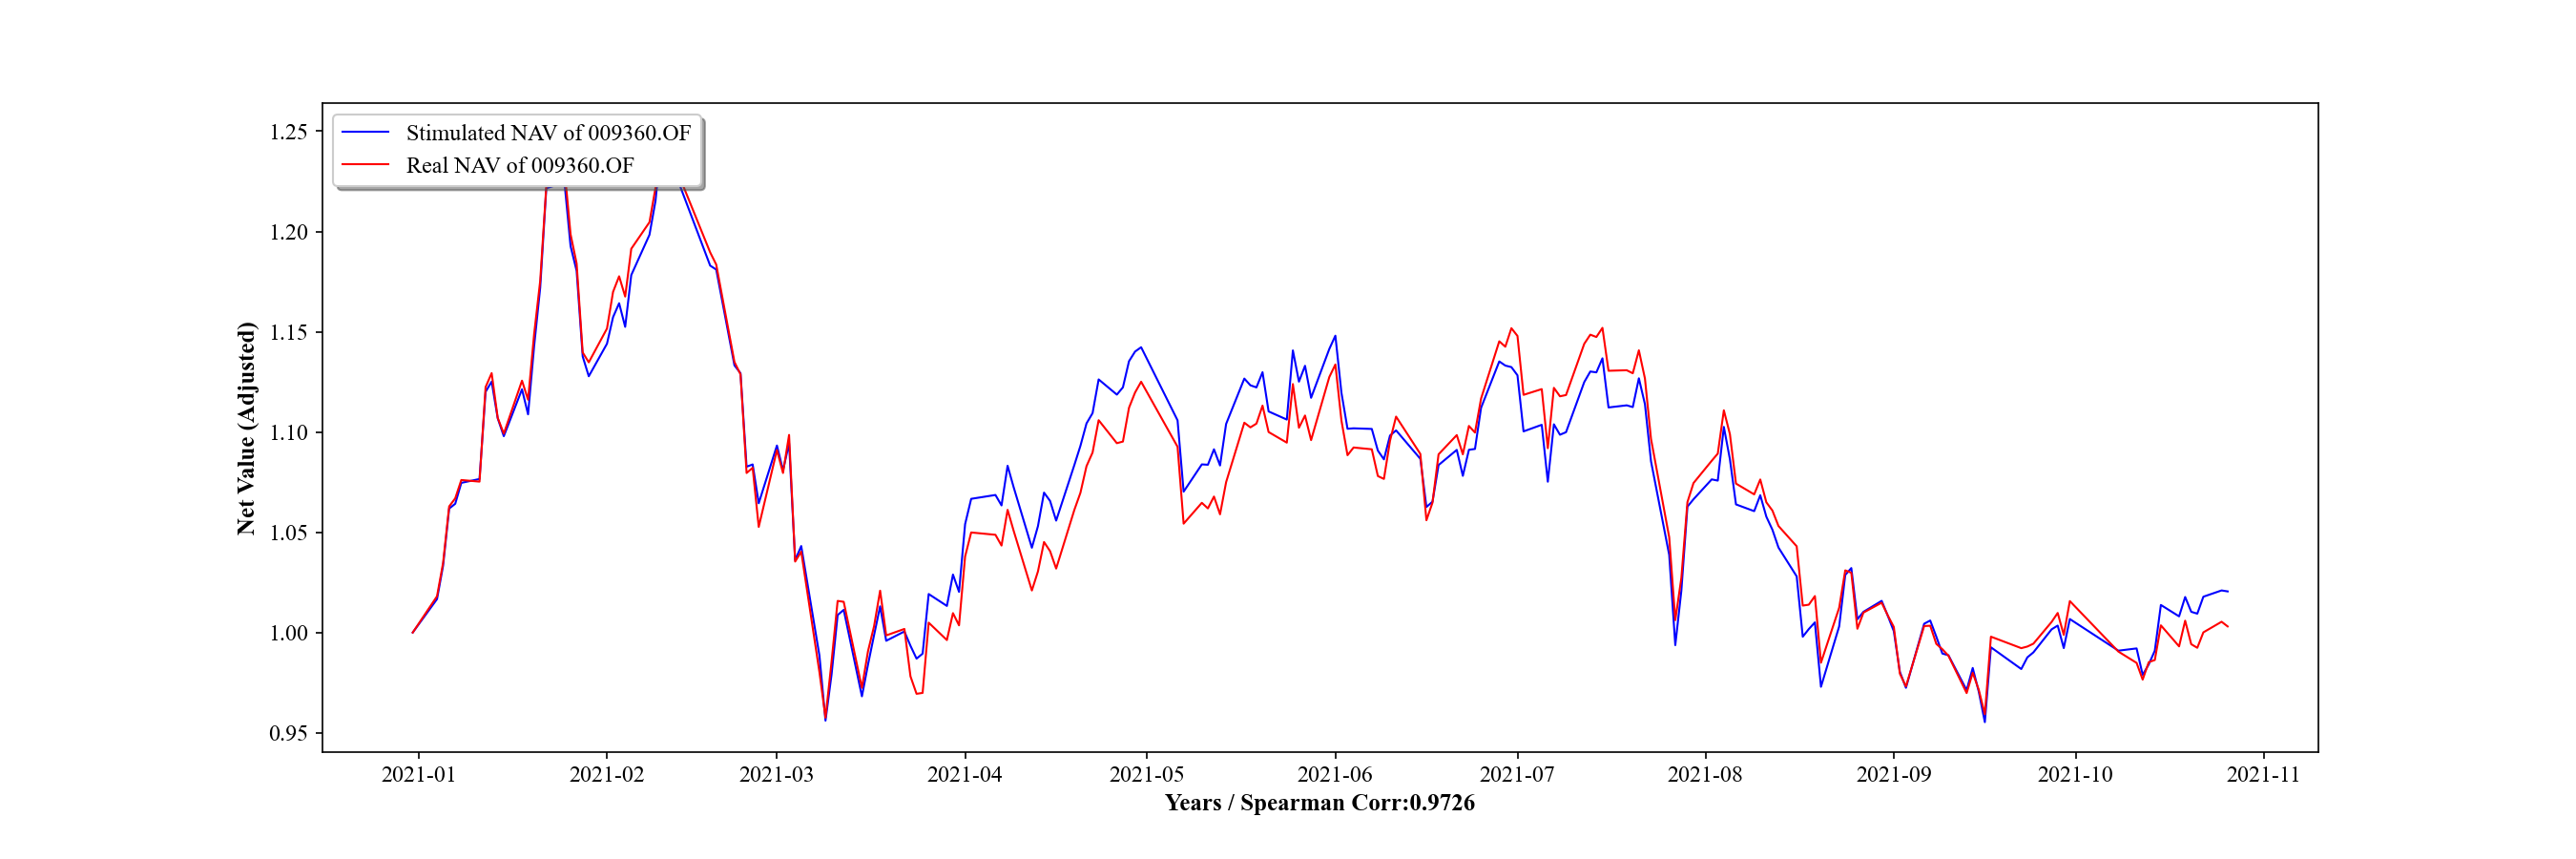 Stimulated NAV of 009360.OF
Real NAV of 009360.OF
Net Value (Adjusted)
1.25
1.20
1.15
1.10
1.05
1.00
0.95
2021-01 2021-02 2021-03 2021-04 2021-05 2021-06 2021-07 2021-08 2021-09 2021-10 2021-11
Years / Spearman Corr:0.9726